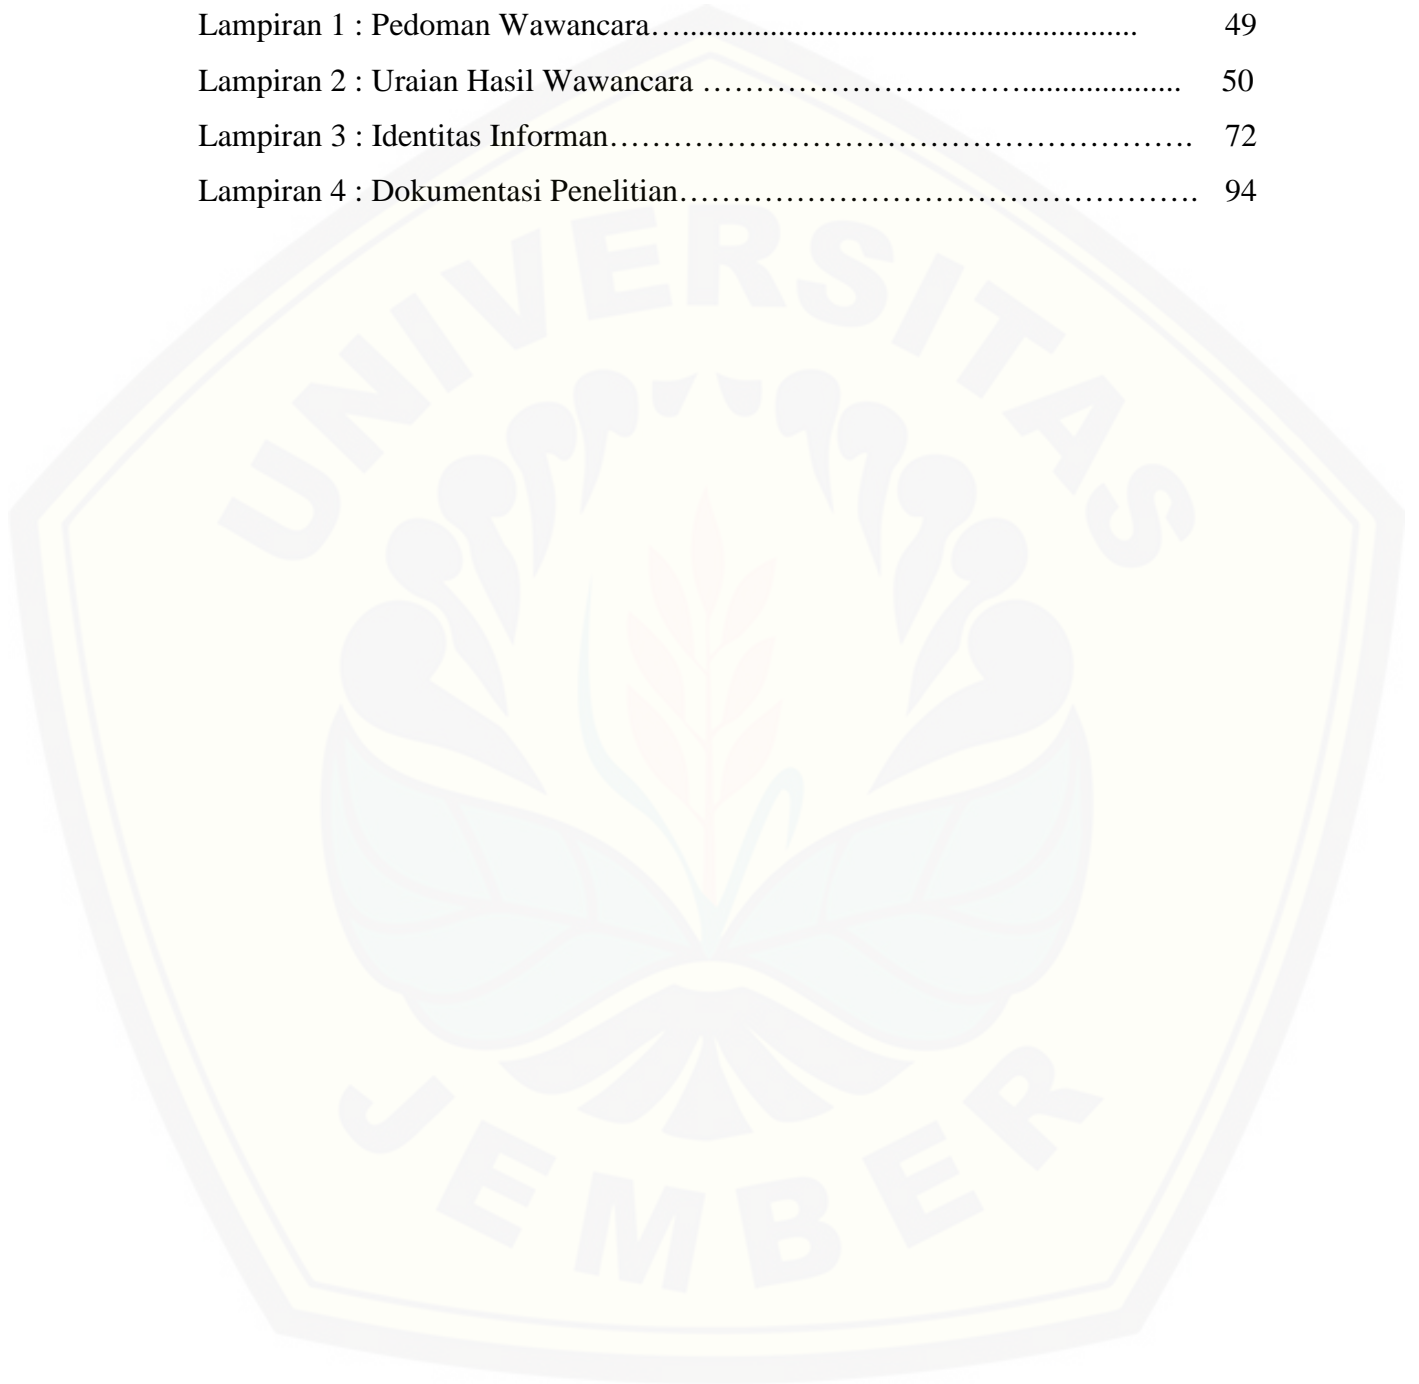 Lampiran 1 : Pedoman Wawancara…......................................................... 49
Lampiran 2 : Uraian Hasil Wawancara …………………………..................... 50
Lampiran 3 : Identitas Informan………………………………………………. 72
Lampiran 4 : Dokumentasi Penelitian…………………………………………. 94
UNIVERSITAS
JEMBER